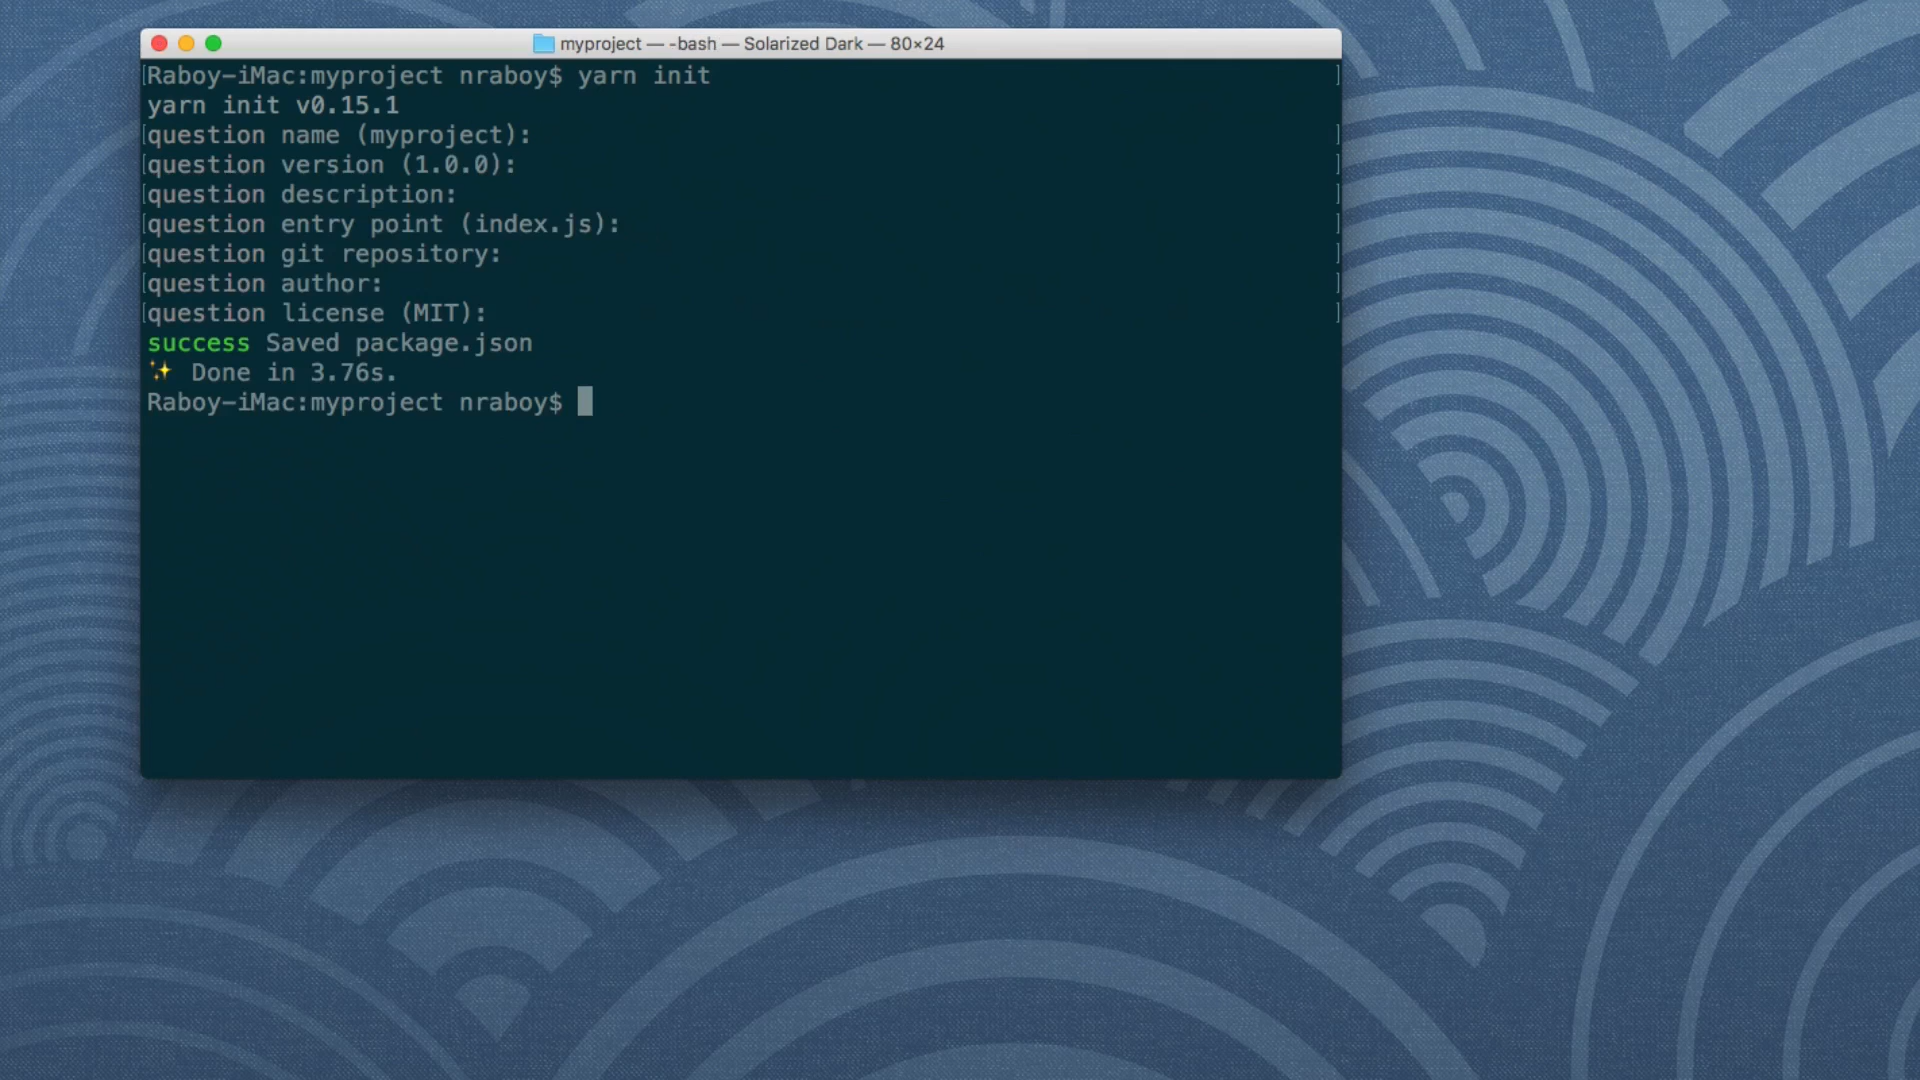 myproject — -bash — Solarized Dark — 80×24
[Raboy-iMac:myproject nraboy$ yarn init ]
yarn init v0.15.1
[question name (myproject): ]
[question version (1.0.0): ]
[question description: ]
[question entry point (index.js): ]
[question git repository: ]
[question author: ]
[question license (MIT): ]
success Saved package.json
✨ Done in 3.76s.
Raboy-iMac:myproject nraboy$